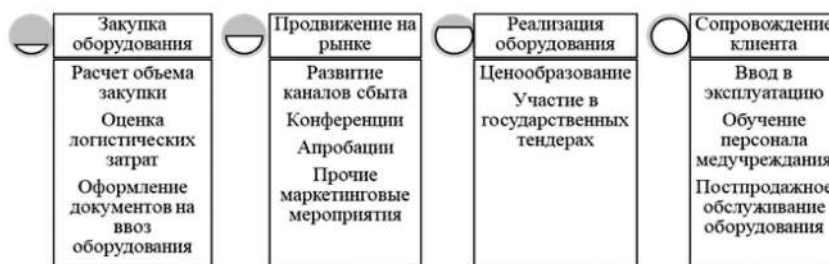 Закупка
оборудования
Расчет объема
закупки
Оценка
логистических
затрат
Оформление
документов на
ввоз
оборудования
Продвижение на
рынке
Развитие
каналов сбыта
Конференции
Апробации
Прочие
маркетинговые
мероприятия
Реализация
оборудования
Ценообразование
Участие в
государственных
тендерах
Сопровождение
клиента
Ввод в
эксплуатацию
Обучение
персонала
медучреждания
Постпродажное
обслуживание
оборудования